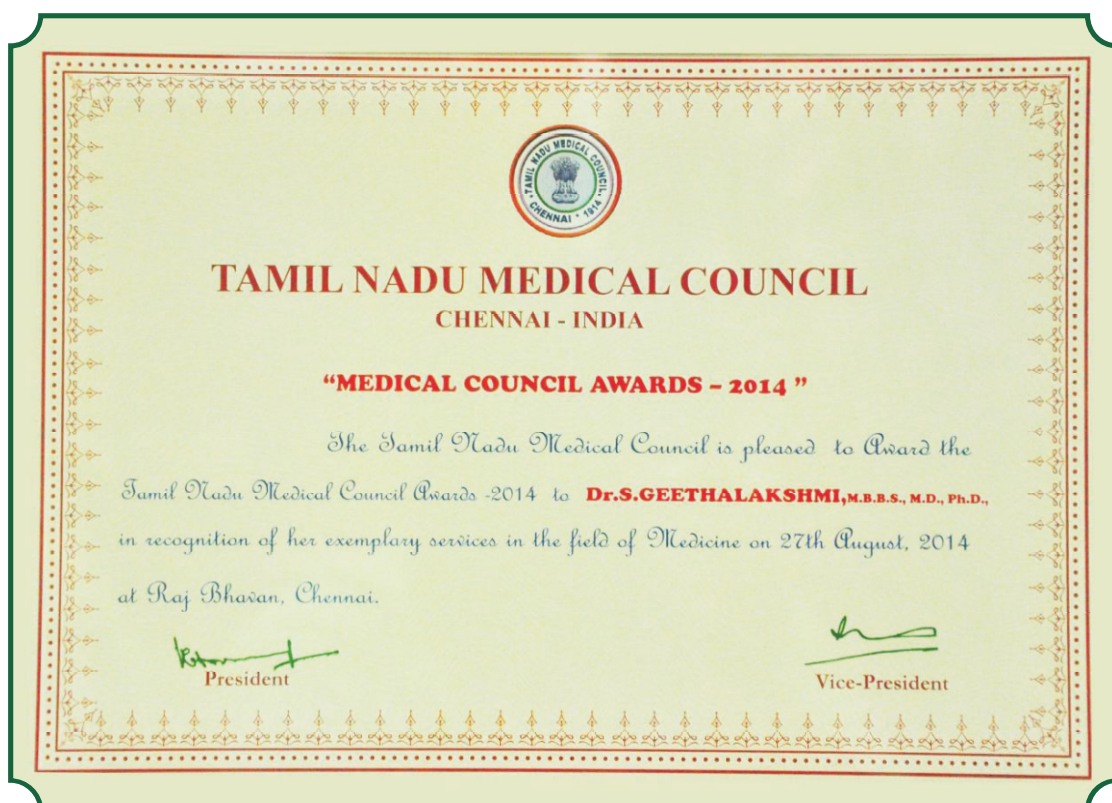 TAMIL NADU MEDICAL COUNCIL
CHENNAI • 1914
TAMIL NADU MEDICAL COUNCIL
CHENNAI - INDIA
“MEDICAL COUNCIL AWARDS – 2014 ”
The Tamil Nadu Medical Council is pleased to Award the
Tamil Nadu Medical Council Awards -2014 to Dr.S.GEETHALAKSHMI,M.B.B.S., M.D., Ph.D.,
in recognition of her exemplary services in the field of Medicine on 27th August, 2014
at Raj Bhavan, Chennai.
President
Vice-President